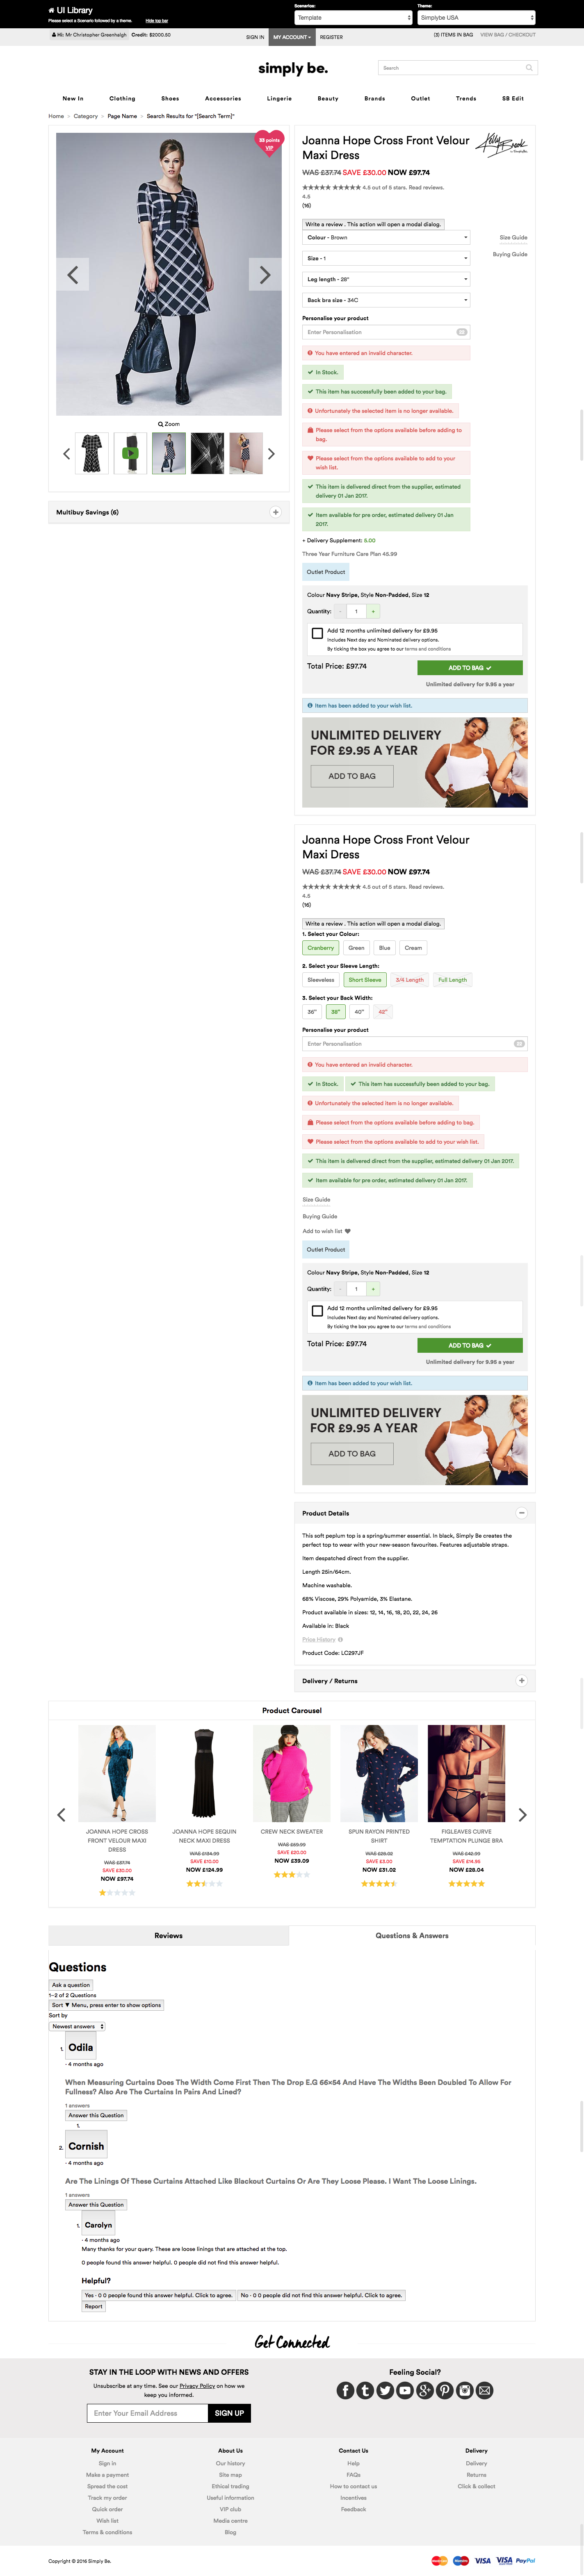 UI Library
Please select a Scenario followed by a theme.
Hide top bar
Scenarios:
Template
Theme:
Simplybe USA
Hi: Mr Christopher Greenhalgh Credit: $2000.50
SIGN IN
MY ACCOUNT
REGISTER
(3) ITEMS IN BAG
VIEW BAG / CHECKOUT
simply be.
Search
New In
Clothing
Shoes
Accessories
Lingerie
Beauty
Brands
Outlet
Trends
SB Edit
Home > Category > Page Name > Search Results for "[Search Term]"
35 points
VIP
Zoom
Multibuy Savings (6)
Joanna Hope Cross Front Velour
Maxi Dress
Kelly Brook
WAS £37.74 SAVE £30.00 NOW £97.74
★★★★★ ★★★★★ 4.5 out of 5 stars. Read reviews.
4.5
(16)
Write a review . This action will open a modal dialog.
Colour - Brown
Size Guide
Size - 1
Buying Guide
Leg length - 28"
Back bra size - 34C
Personalise your product
Enter Personalisation
You have entered an invalid character.
In Stock.
This item has successfully been added to your bag.
Unfortunately the selected item is no longer available.
Please select from the options available before adding to
bag.
Please select from the options available to add to your
wish list.
This item is delivered direct from the supplier, estimated
delivery 01 Jan 2017.
Item available for pre order, estimated delivery 01 Jan
2017.
+ Delivery Supplement: 5.00
Three Year Furniture Care Plan 45.99
Outlet Product
Colour Navy Stripe, Style Non-Padded, Size 12
Quantity: - 1 +
Add 12 months unlimited delivery for £9.95
Includes Next day and Nominated delivery options.
By ticking the box you agree to our terms and conditions
Total Price: £97.74
ADD TO BAG
Unlimited delivery for 9.95 a year
Item has been added to your wish list.
UNLIMITED DELIVERY
FOR £9.95 A YEAR
ADD TO BAG
Joanna Hope Cross Front Velour
Maxi Dress
WAS £37.74 SAVE £30.00 NOW £97.74
★★★★★ ★★★★★ 4.5 out of 5 stars. Read reviews.
4.5
(16)
Write a review . This action will open a modal dialog.
1. Select your Colour:
Cranberry
Green
Blue
Cream
2. Select your Sleeve Length:
Sleeveless
Short Sleeve
3/4 Length
Full Length
3. Select your Back Width:
36"
38"
40"
42"
Personalise your product
Enter Personalisation
You have entered an invalid character.
In Stock.
This item has successfully been added to your bag.
Unfortunately the selected item is no longer available.
Please select from the options available before adding to bag.
Please select from the options available to add to your wish list.
This item is delivered direct from the supplier, estimated delivery 01 Jan 2017.
Item available for pre order, estimated delivery 01 Jan 2017.
Size Guide
Buying Guide
Add to wish list
Outlet Product
Colour Navy Stripe, Style Non-Padded, Size 12
Quantity: - 1 +
Add 12 months unlimited delivery for £9.95
Includes Next day and Nominated delivery options.
By ticking the box you agree to our terms and conditions
Total Price: £97.74
ADD TO BAG
Unlimited delivery for 9.95 a year
Item has been added to your wish list.
UNLIMITED DELIVERY
FOR £9.95 A YEAR
ADD TO BAG
Product Details
This soft peplum top is a spring/summer essential. In black, Simply Be creates the
perfect top to wear with your new-season favourites. Features adjustable straps.
Item despatched direct from the supplier.
Length 25in/64cm.
Machine washable.
68% Viscose, 29% Polyamide, 3% Elastane.
Product available in sizes: 12, 14, 16, 18, 20, 22, 24, 26
Available in: Black
Price History
Product Code: LC297JF
Delivery / Returns
Product Carousel
JOANNA HOPE CROSS
FRONT VELOUR MAXI
DRESS
WAS £37.74
SAVE £30.00
NOW £97.74
JOANNA HOPE SEQUIN
NECK MAXI DRESS
WAS £134.99
SAVE £10.00
NOW £124.99
CREW NECK SWEATER
WAS £59.99
SAVE £20.00
NOW £39.09
SPUN RAYON PRINTED
SHIRT
WAS £26.02
SAVE £3.00
NOW £31.02
FIGLEAVES CURVE
TEMPTATION PLUNGE BRA
WAS £42.99
SAVE £14.95
NOW £28.04
Reviews
Questions & Answers
Questions
Ask a question
1–2 of 2 Questions
Sort ▼ Menu, press enter to show options
Sort by
Newest answers
1. Odila
· 4 months ago
When Measuring Curtains Does The Width Come First Then The Drop E.G 66×54 And Have The Widths Been Doubled To Allow For
Fullness? Also Are The Curtains In Pairs And Lined?
1 answers
Answer this Question
1.
2. Cornish
· 4 months ago
Are The Linings Of These Curtains Attached Like Blackout Curtains Or Are They Loose Please. I Want The Loose Linings.
1 answers
Answer this Question
1. Carolyn
· 4 months ago
Many thanks for your query. These are loose linings that are attached at the top.
0 people found this answer helpful. 0 people did not find this answer helpful.
Helpful?
Yes · 0 0 people found this answer helpful. Click to agree.
No · 0 0 people did not find this answer helpful. Click to agree.
Report
Get Connected
STAY IN THE LOOP WITH NEWS AND OFFERS
Unsubscribe at any time. See our Privacy Policy on how we
keep you informed.
Enter Your Email Address
SIGN UP
Feeling Social?
My Account
Sign in
Make a payment
Spread the cost
Track my order
Quick order
Wish list
Terms & conditions
About Us
Our history
Site map
Ethical trading
Useful information
VIP club
Media centre
Blog
Contact Us
Help
FAQs
How to contact us
Incentives
Feedback
Delivery
Delivery
Returns
Click & collect
Copyright © 2016 Simply Be.
VISA
VISA
PayPal